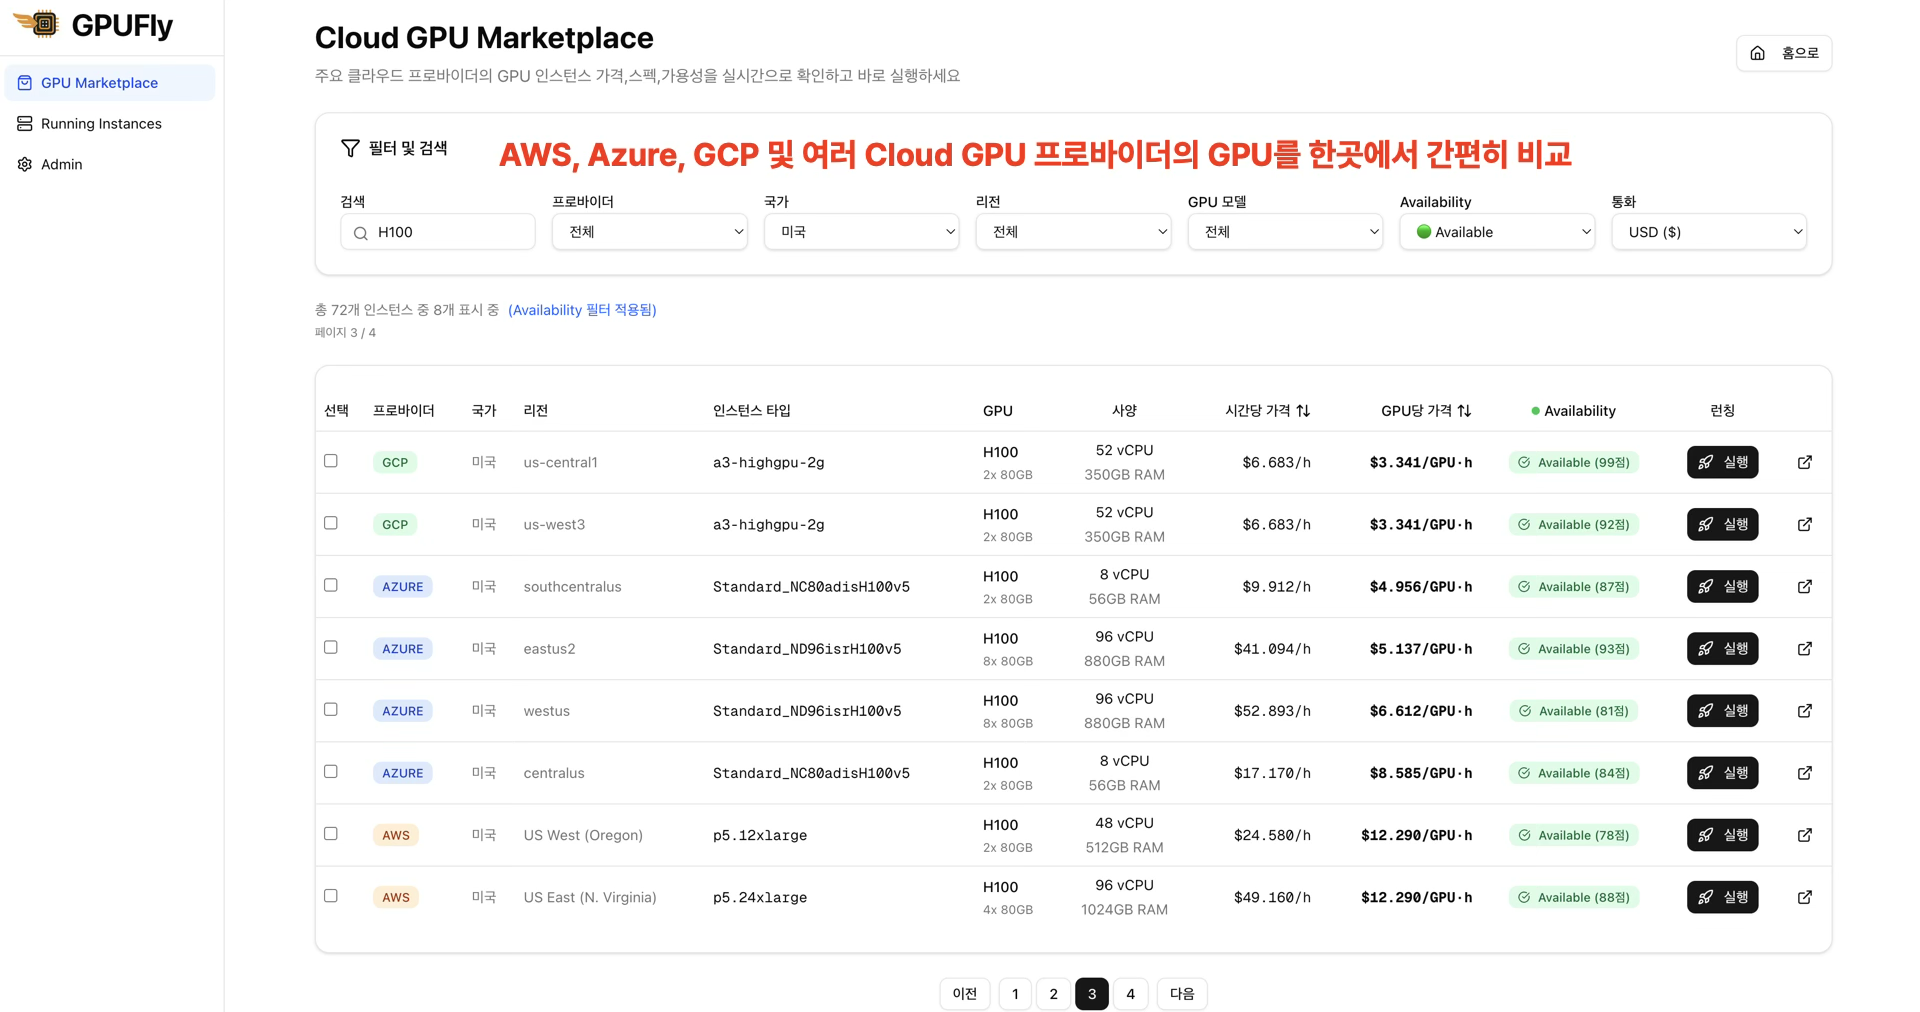 GPUFly
GPU Marketplace
Running Instances
Admin
Cloud GPU Marketplace
주요 클라우드 프로바이더의 GPU 인스턴스 가격,스펙,가용성을 실시간으로 확인하고 바로 실행하세요
홈으로
필터 및 검색
AWS, Azure, GCP 및 여러 Cloud GPU 프로바이더의 GPU를 한곳에서 간편히 비교
검색 프로바이더 국가 리전 GPU 모델 Availability 통화
H100 전체 미국 전체 전체 Available USD ($)
총 72개 인스턴스 중 8개 표시 중 (Availability 필터 적용됨)
페이지 3 / 4
선택 프로바이더 국가 리전 인스턴스 타입 GPU 사양 시간당 가격 GPU당 가격 Availability 런칭
GCP 미국 us-central1 a3-highgpu-2g H100 52 vCPU $6.683/h $3.341/GPU·h Available (99점) 실행
2x 80GB 350GB RAM
GCP 미국 us-west3 a3-highgpu-2g H100 52 vCPU $6.683/h $3.341/GPU·h Available (92점) 실행
2x 80GB 350GB RAM
AZURE 미국 southcentralus Standard_NC80adisH100v5 H100 8 vCPU $9.912/h $4.956/GPU·h Available (87점) 실행
2x 80GB 56GB RAM
AZURE 미국 eastus2 Standard_ND96isrH100v5 H100 96 vCPU $41.094/h $5.137/GPU·h Available (93점) 실행
8x 80GB 880GB RAM
AZURE 미국 westus Standard_ND96isrH100v5 H100 96 vCPU $52.893/h $6.612/GPU·h Available (81점) 실행
8x 80GB 880GB RAM
AZURE 미국 centralus Standard_NC80adisH100v5 H100 8 vCPU $17.170/h $8.585/GPU·h Available (84점) 실행
2x 80GB 56GB RAM
AWS 미국 US West (Oregon) p5.12xlarge H100 48 vCPU $24.580/h $12.290/GPU·h Available (78점) 실행
2x 80GB 512GB RAM
AWS 미국 US East (N. Virginia) p5.24xlarge H100 96 vCPU $49.160/h $12.290/GPU·h Available (88점) 실행
4x 80GB 1024GB RAM
이전 1 2 3 4 다음